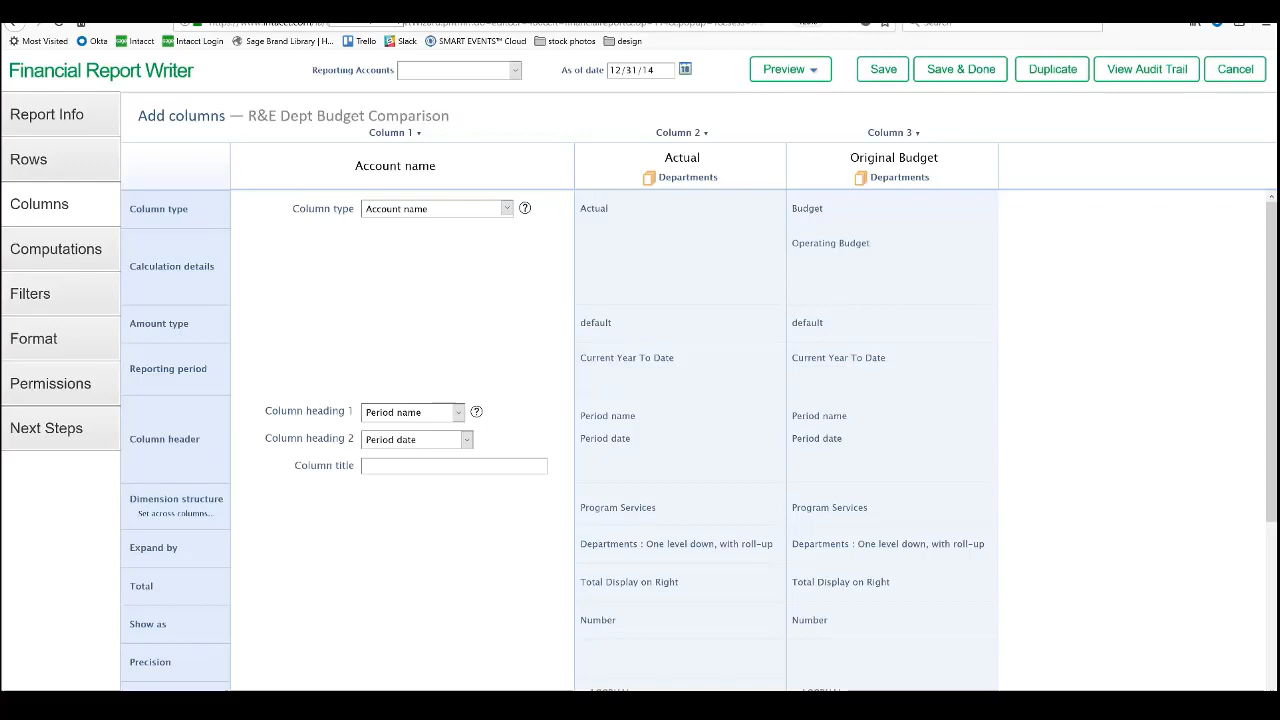 Most Visited Okta Intacct Intacct Login Sage Brand Library | H... Trello Slack SMART EVENTS™ Cloud stock photos design
Financial Report Writer Reporting Accounts As of date 12/31/14 Preview Save Save & Done Duplicate View Audit Trail Cancel
Report Info
Rows
Columns
Computations
Filters
Format
Permissions
Next Steps
Add columns — R&E Dept Budget Comparison
Column 1 Column 2 Column 3
Account name Actual Original Budget
Departments Departments
Column type Column type Account name Actual Budget
Operating Budget
Calculation details
Amount type default default
Reporting period Current Year To Date Current Year To Date
Column heading 1 Period name Period name Period name
Column header Column heading 2 Period date Period date Period date
Column title
Dimension structure Program Services Program Services
Set across columns...
Expand by Departments : One level down, with roll-up Departments : One level down, with roll-up
Total Total Display on Right Total Display on Right
Show as Number Number
Precision